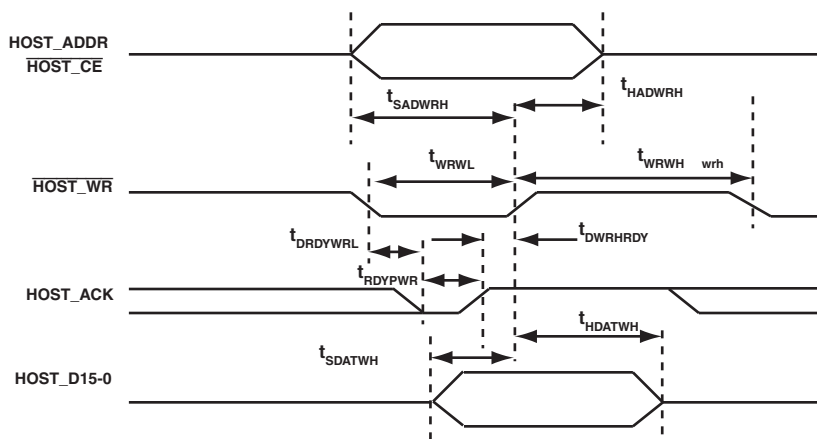 HOST_ADDR
HOST_CE
tHADWRH
tSADWRH
tWRWL
tWRWH wrh
HOST_WR
tDRDYWRL
tDWRHRDY
tRDYPWR
HOST_ACK
tHDATWH
tSDATWH
HOST_D15-0